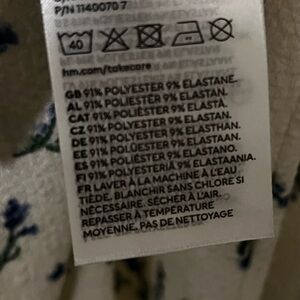 P/N 1140070 7
40
hm.com/takecare
GB 91% POLYESTER 9% ELASTANE.
AL 91% POLIESTËR 9% ELASTAN.
CAT 91% POLIÈSTER 9% ELASTÀ.
CZ 91% POLYESTER 9% ELASTAN.
DE 91% POLYESTER 9% ELASTHAN.
EE 91% POLÜESTER 9% ELASTAAN.
ES 91% POLIÉSTER 9% ELASTANO.
FI 91% POLYESTERIÄ 9% ELASTAANIA.
FR LAVER À LA MACHINE À L'EAU
TIÈDE. BLANCHIR SANS CHLORE SI
NÉCESSAIRE. SÉCHER À L'AIR.
REPASSER À TEMPÉRATURE
MOYENNE. PAS DE NETTOYAGE